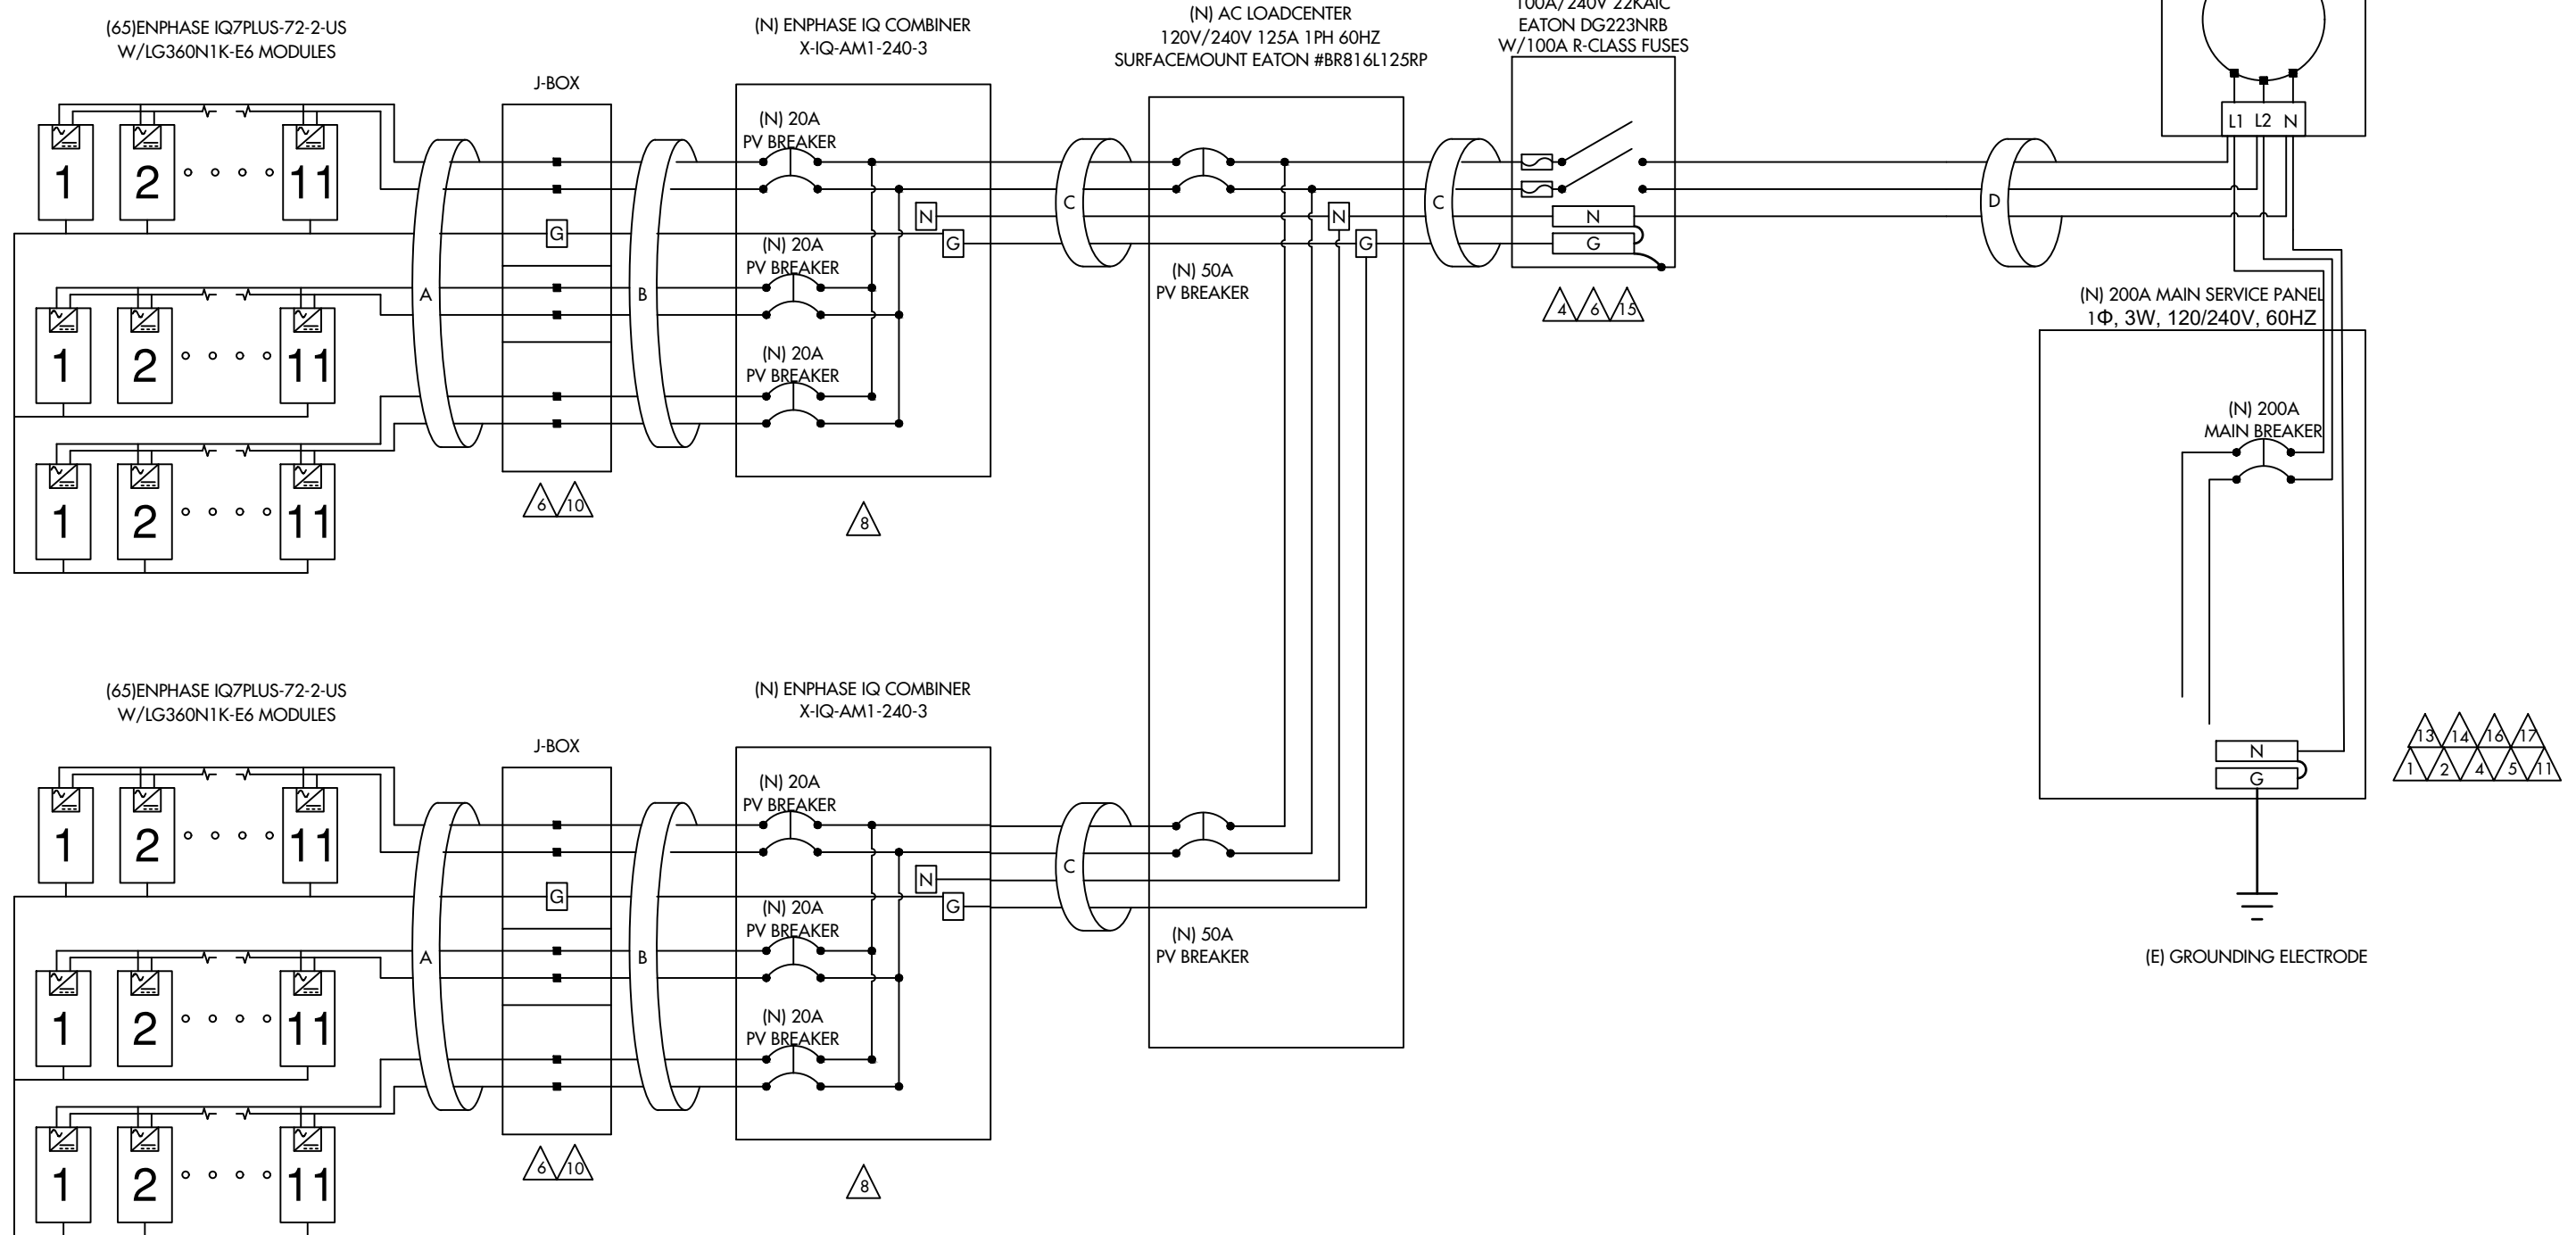 (65)ENPHASE IQ7PLUS-72-2-US
W/LG360N1K-E6 MODULES
J-BOX
(N) ENPHASE IQ COMBINER
X-IQ-AM1-240-3
(N) AC LOADCENTER
120V/240V 125A 1PH 60HZ
SURFACEMOUNT EATON #BR816L125RP
100A/240V 22KAIC
EATON DG223NRB
W/100A R-CLASS FUSES
L1 L2 N
1 2 11
A
B
(N) 20A
PV BREAKER
N
G
G
C
N
G
C
N
G
D
(N) 20A
PV BREAKER
(N) 50A
PV BREAKER
4 6 15
1 2 11
(N) 20A
PV BREAKER
1 2 11
6 10
8
(N) 200A MAIN SERVICE PANEL
1Φ, 3W, 120/240V, 60HZ
(N) 200A
MAIN BREAKER
N
G
13 14 16 17
1 2 4 5 11
(E) GROUNDING ELECTRODE
(65)ENPHASE IQ7PLUS-72-2-US
W/LG360N1K-E6 MODULES
J-BOX
(N) ENPHASE IQ COMBINER
X-IQ-AM1-240-3
1 2 11
A
B
(N) 20A
PV BREAKER
G
N
G
C
(N) 20A
PV BREAKER
(N) 50A
PV BREAKER
1 2 11
(N) 20A
PV BREAKER
1 2 11
6 10
8